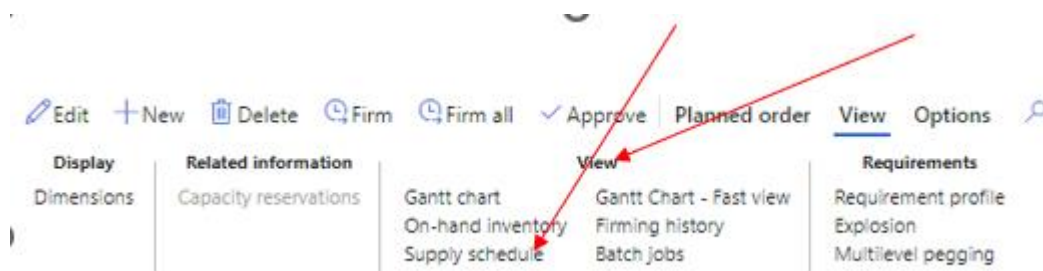 Edit New Delete Firm Firm all Approve Planned order View Options
Display Related information View Requirements
Dimensions Capacity reservations Gantt chart Gantt Chart - Fast view Requirement profile
On-hand inventory Firming history Explosion
Supply schedule Batch jobs Multilevel pegging